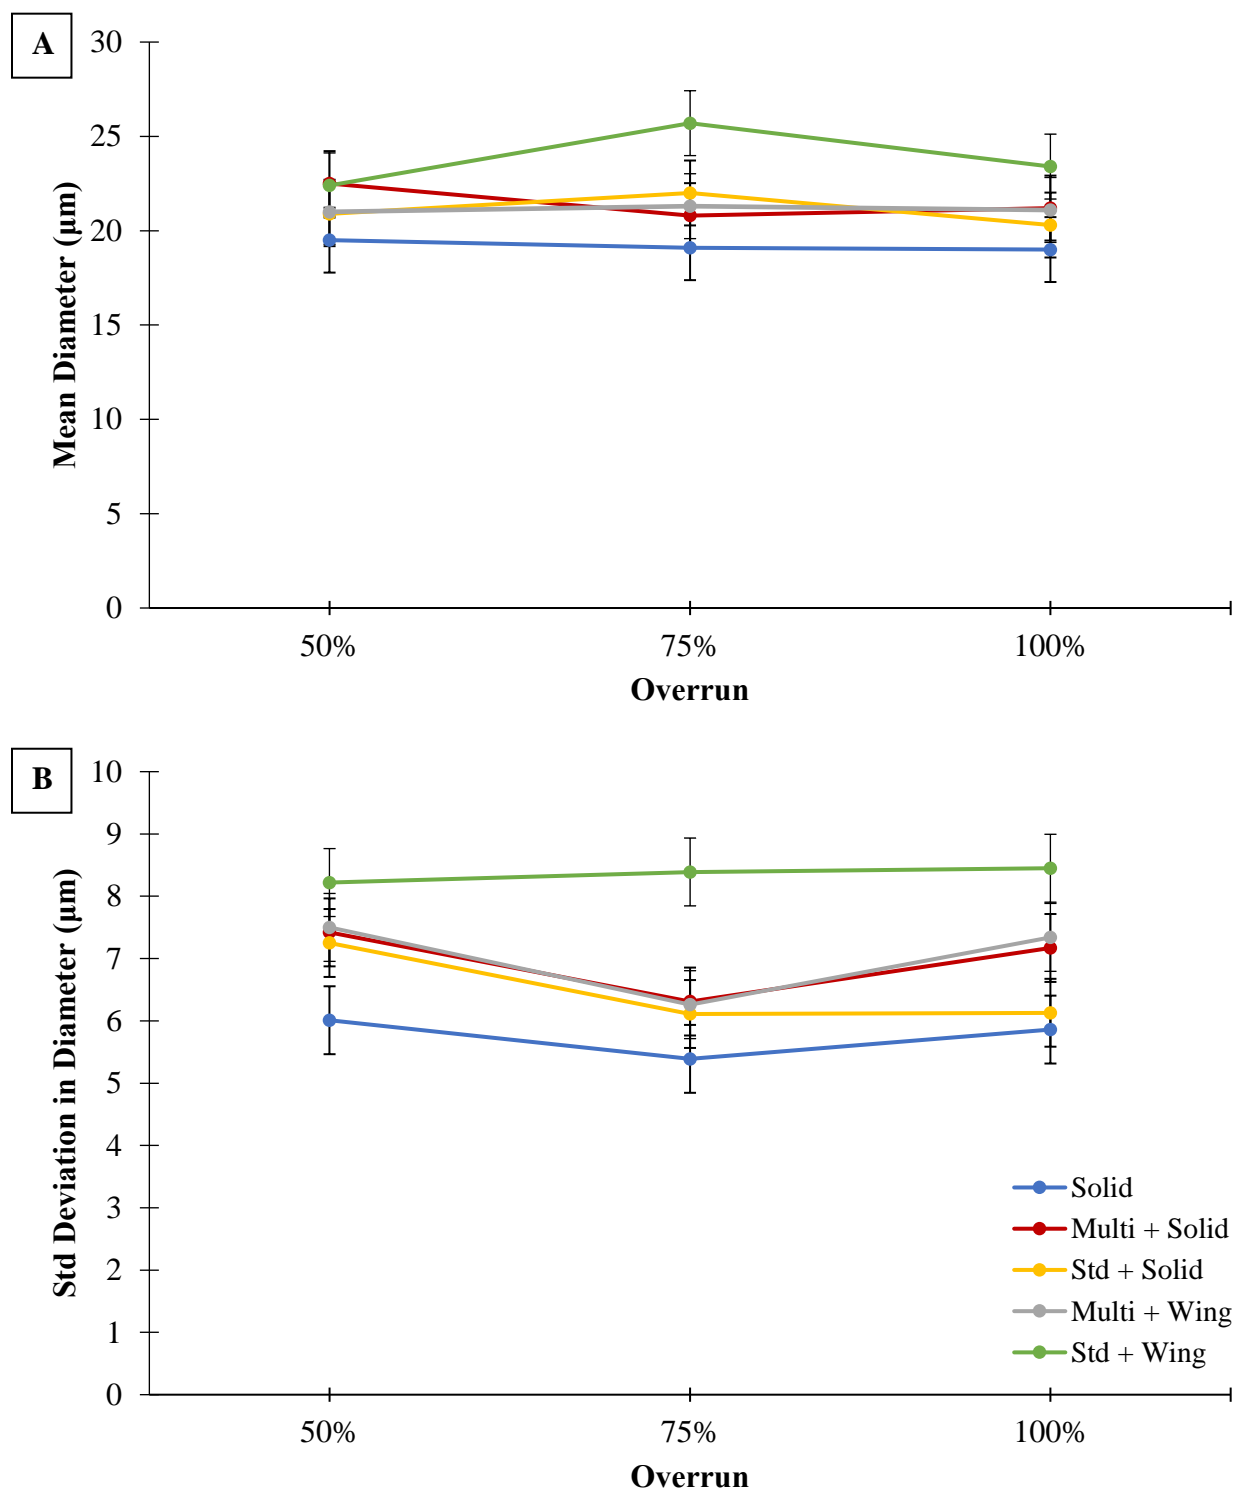 A
30
25
20
15
10
5
0
Mean Diameter (µm)
50% 75% 100%
Overrun
B
10
9
8
7
6
5
4
3
2
1
0
Std Deviation in Diameter (µm)
Solid
Multi + Solid
Std + Solid
Multi + Wing
Std + Wing
50% 75% 100%
Overrun